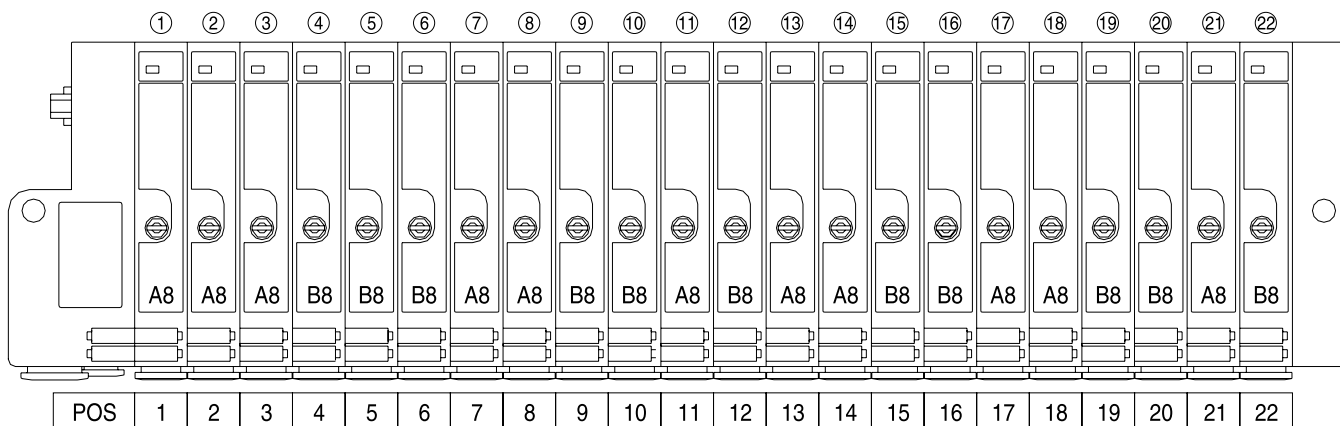 ① ② ③ ④ ⑤ ⑥ ⑦ ⑧ ⑨ ⑩ ⑪ ⑫ ⑬ ⑭ ⑮ ⑯ ⑰ ⑱ ⑲ ⑳ ㉑ ㉒
A8 A8 A8 B8 B8 B8 A8 A8 B8 B8 A8 B8 A8 A8 B8 B8 A8 A8 B8 B8 A8 B8
POS 1 2 3 4 5 6 7 8 9 10 11 12 13 14 15 16 17 18 19 20 21 22